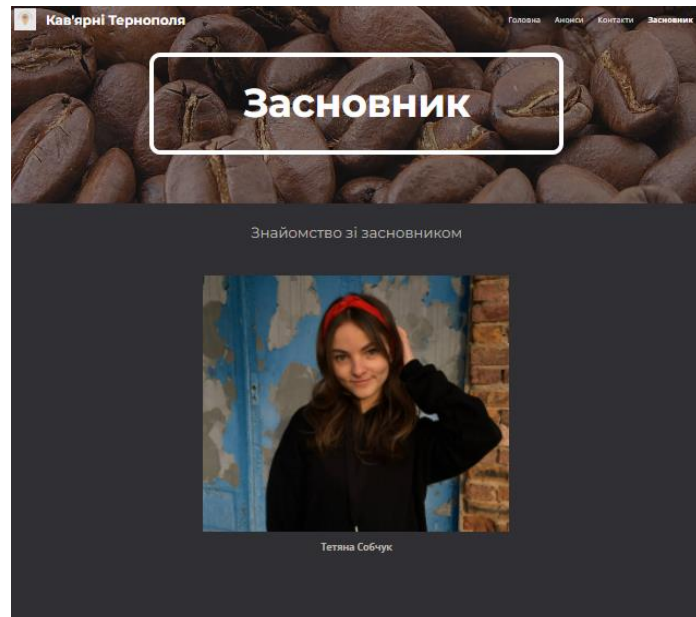 Кав'ярні Тернополя
Головна Анонси Контакти Засновник
Засновник
Знайомство зі засновником
Тетяна Собчук